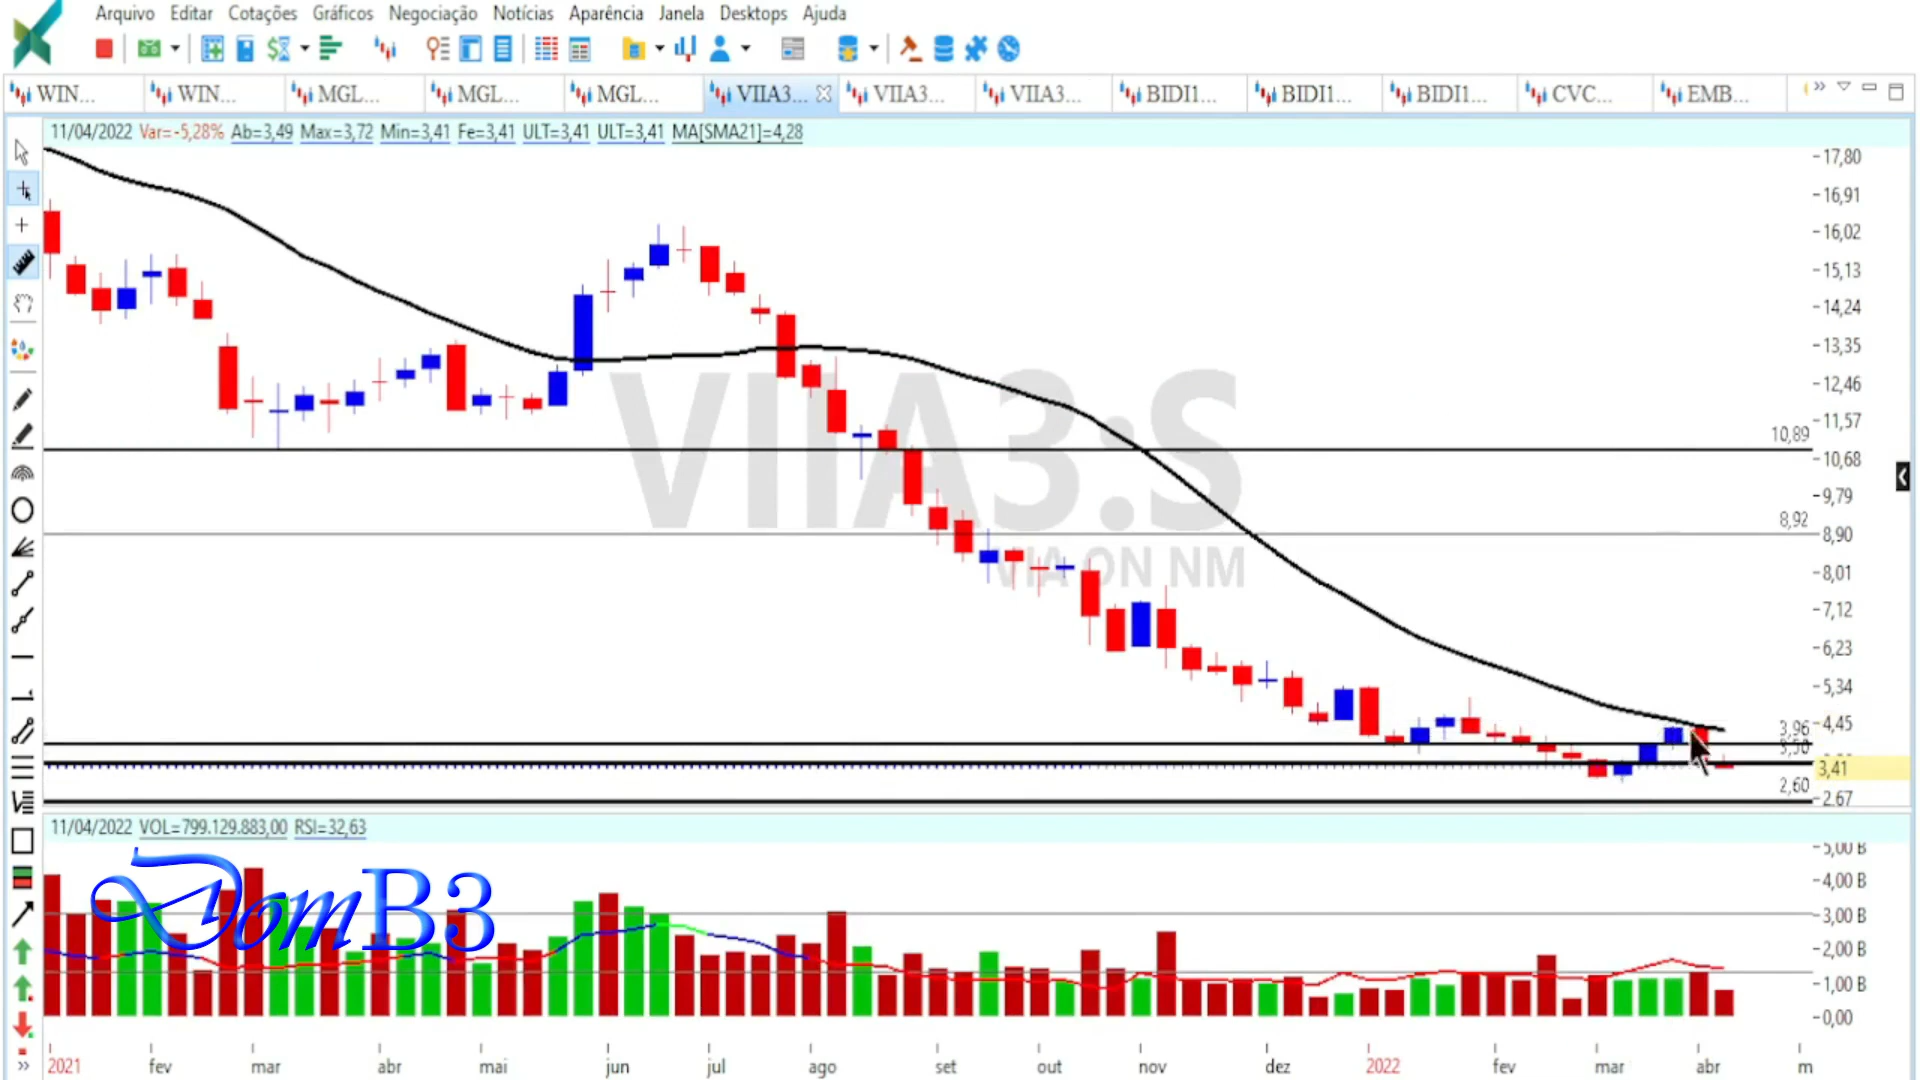 Arquivo Editar Cotações Gráficos Negociação Notícias Aparência Janela Desktops Ajuda
WIN... WIN... MGL... MGL... MGL... VIIA3... VIIA3... VIIA3... BIDI1... BIDI1... BIDI1... CVC... EMB...
11/04/2022 Var= -5,28% Ab=3,49 Max=3,72 Min=3,41 Fe=3,41 ULT=3,41 ULT=3,41 MA[SMA21]=4,28
17,80
16,91
16,02
15,13
14,24
13,35
12,46
11,57
10,89
10,68
9,79
8,92
8,90
8,01
7,12
6,23
5,34
4,45
3,96
3,50
3,41
2,60
2,67
VIIA3:S
VIA ON NM
11/04/2022 VOL=799.129.883,00 RSI=32,63
5,00 B
4,00 B
3,00 B
2,00 B
1,00 B
0,00
DomB3
2021 fev mar abr mai jun jul ago set out nov dez 2022 fev mar abr m